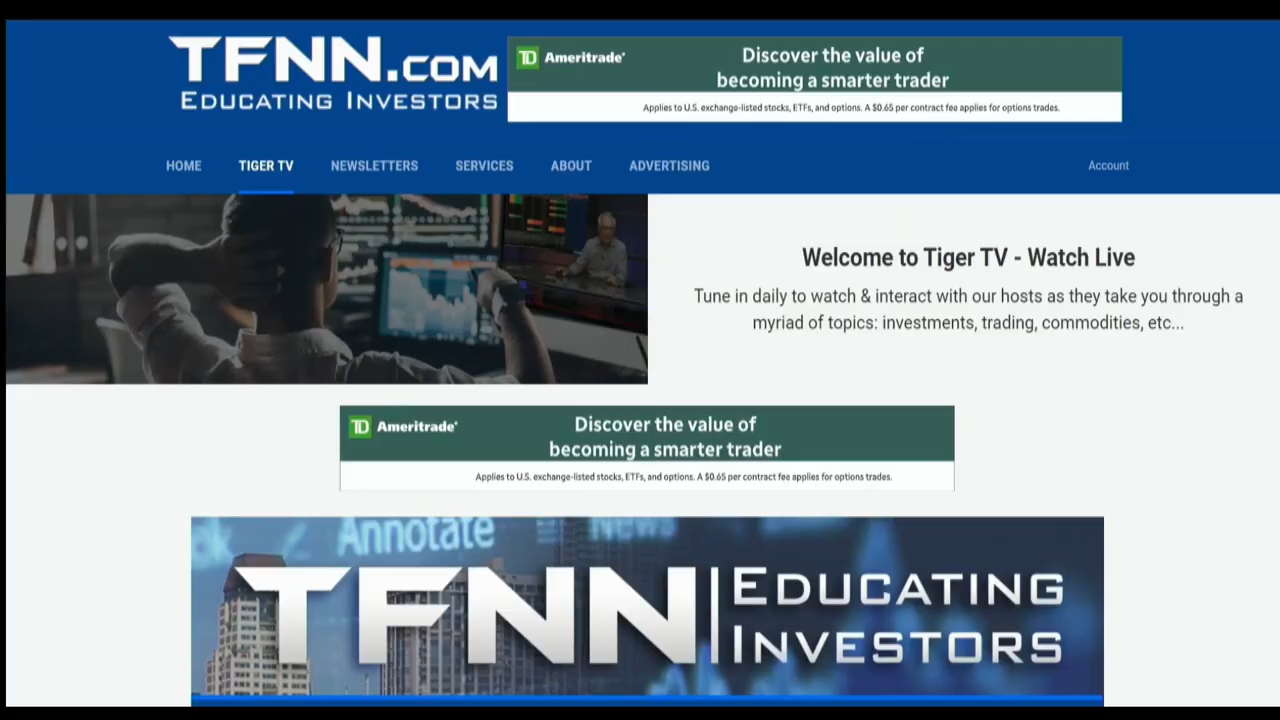 TFNN.COM
EDUCATING INVESTORS
TD Ameritrade
Discover the value of
becoming a smarter trader
Applies to U.S. exchange-listed stocks, ETFs, and options. A $0.65 per contract fee applies for options trades.
HOME TIGER TV NEWSLETTERS SERVICES ABOUT ADVERTISING Account
Welcome to Tiger TV - Watch Live
Tune in daily to watch & interact with our hosts as they take you through a
myriad of topics: investments, trading, commodities, etc...
TD Ameritrade
Discover the value of
becoming a smarter trader
Applies to U.S. exchange-listed stocks, ETFs, and options. A $0.65 per contract fee applies for options trades.
Annotate News
TFNN EDUCATING
INVESTORS